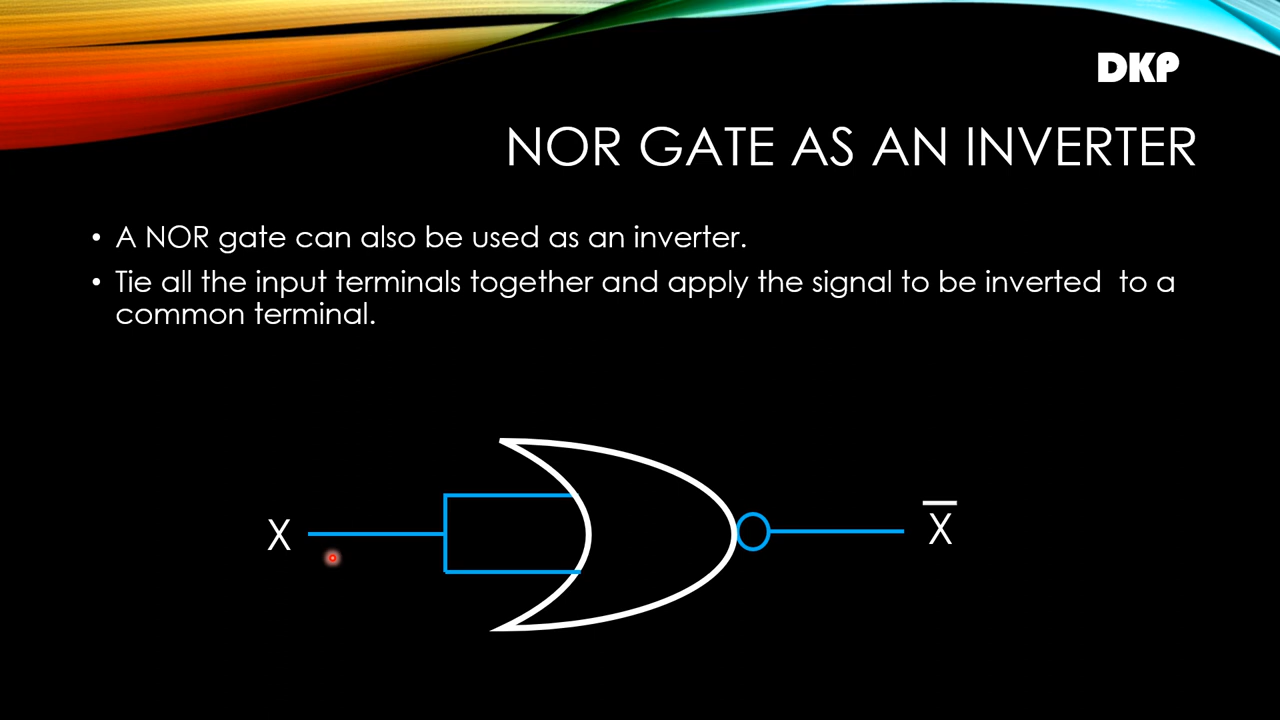 DKP
NOR GATE AS AN INVERTER
• A NOR gate can also be used as an inverter.
• Tie all the input terminals together and apply the signal to be inverted  to a
common terminal.
X
X̅